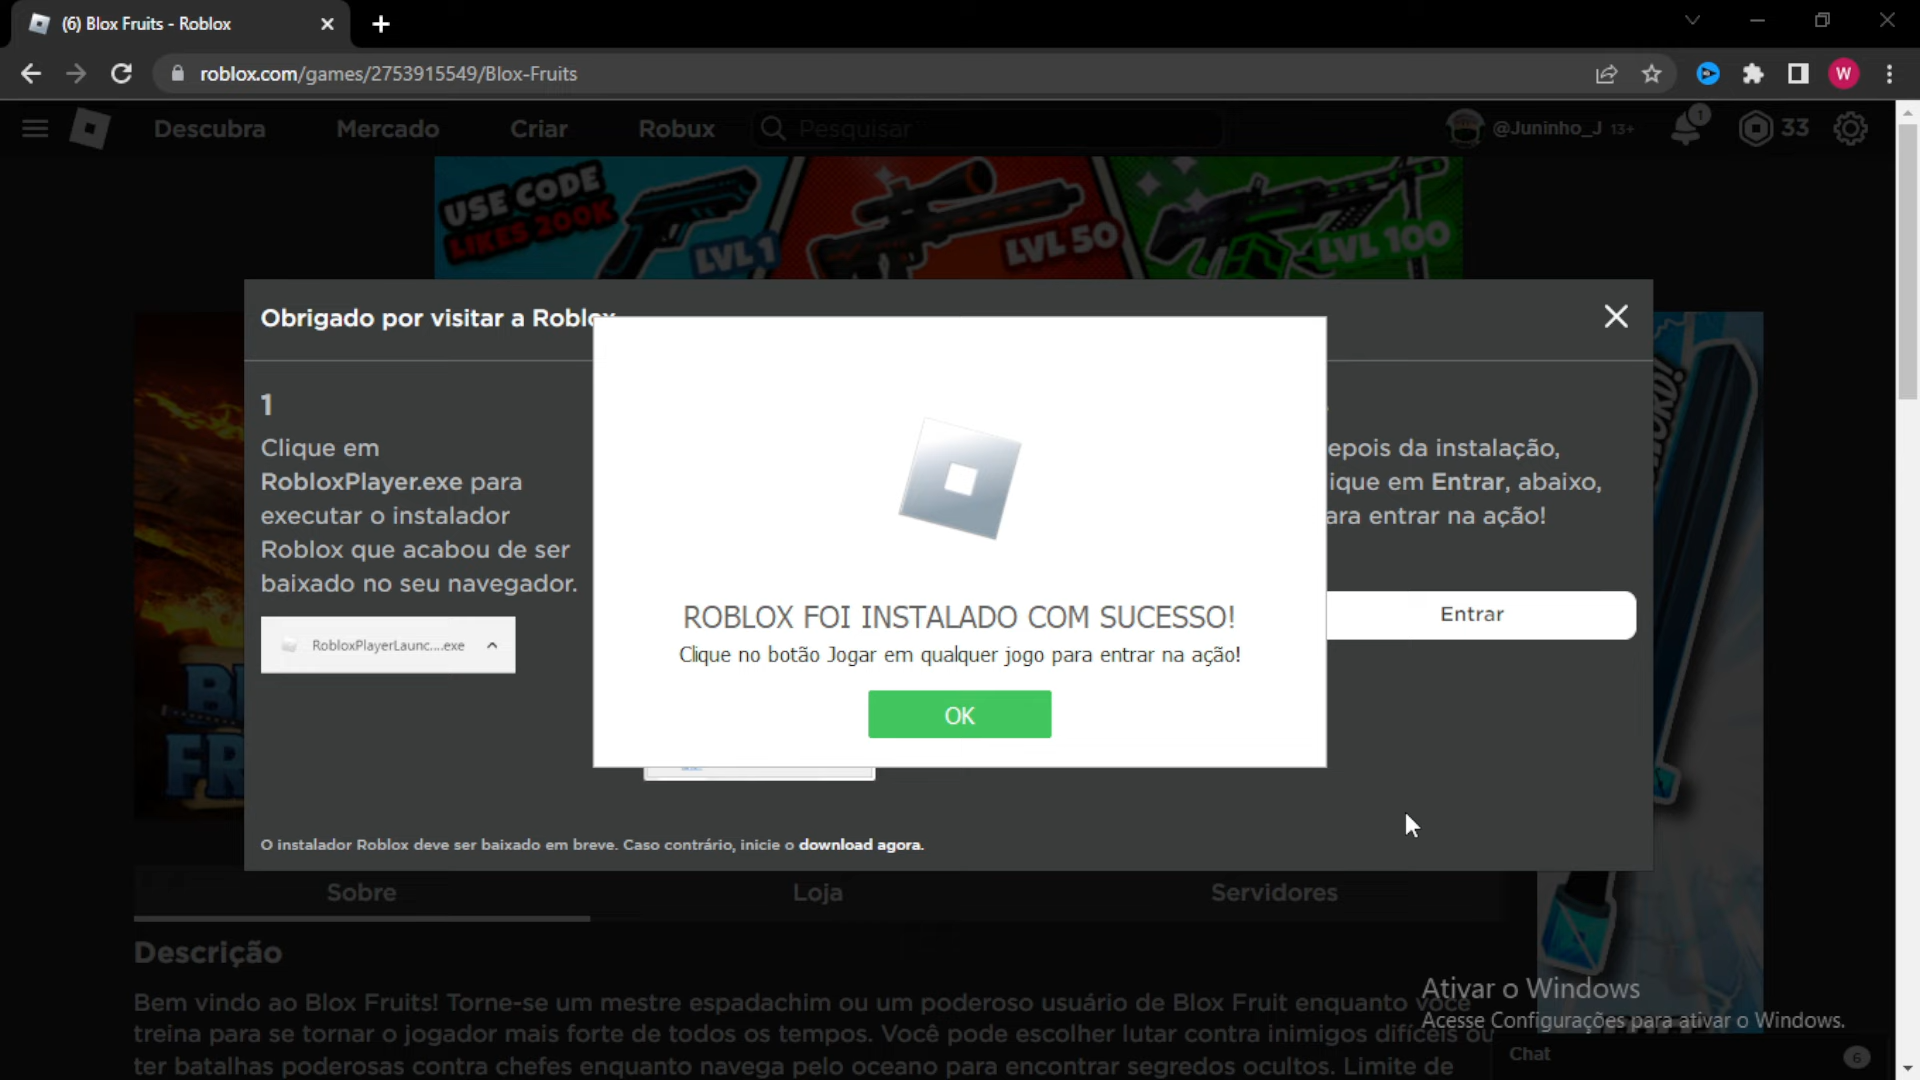 (6) Blox Fruits - Roblox
roblox.com/games/2753915549/Blox-Fruits
W
Descubra
Mercado
Criar
Robux
Pesquisar
@Juninho_J 13+
1
33
USE CODE
LIKES 200K
LVL 1
LVL 50
LVL 100
Obrigado por visitar a Roblox
1
Clique em
RobloxPlayer.exe para
executar o instalador
Roblox que acabou de ser
baixado no seu navegador.
RobloxPlayerLaunc....exe
ROBLOX FOI INSTALADO COM SUCESSO!
Clique no botão Jogar em qualquer jogo para entrar na ação!
OK
epois da instalação,
ique em Entrar, abaixo,
ara entrar na ação!
Entrar
O instalador Roblox deve ser baixado em breve. Caso contrário, inicie o download agora.
Sobre
Loja
Servidores
Descrição
Bem vindo ao Blox Fruits! Torne-se um mestre espadachim ou um poderoso usuário de Blox Fruit enquanto você
treina para se tornar o jogador mais forte de todos os tempos. Você pode escolher lutar contra inimigos difíceis ou
ter batalhas poderosas contra chefes enquanto navega pelo oceano para encontrar segredos ocultos. Limite de
Ativar o Windows
Acesse Configurações para ativar o Windows.
Chat
6